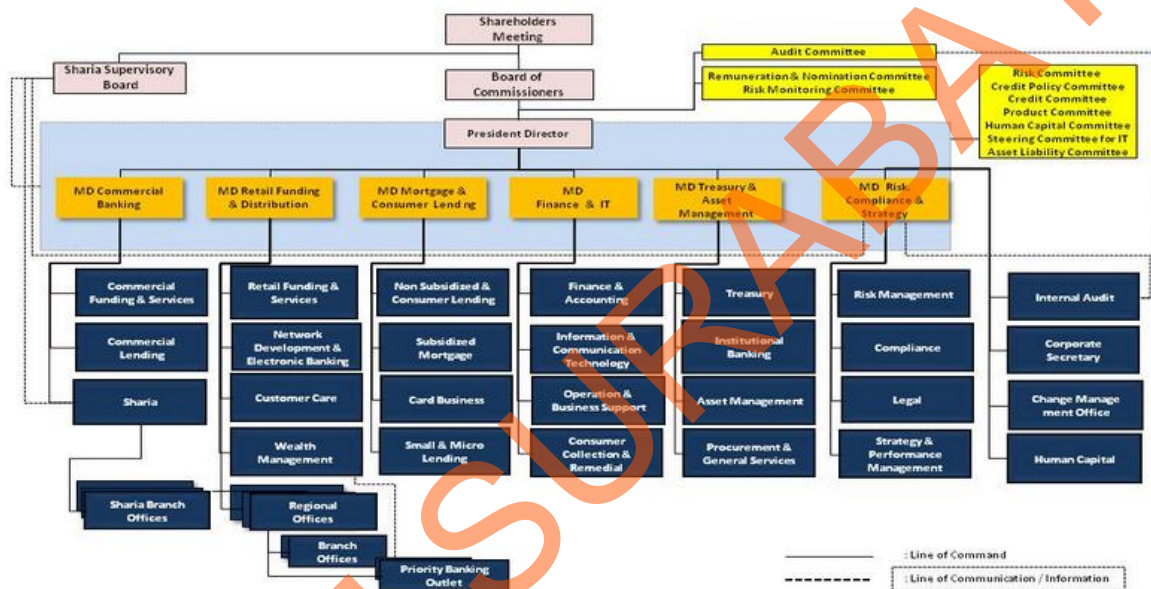 Shareholders
Meeting
Audit Committee
Sharia Supervisory
Board
Board of
Commissioners
Remuneration & Nomination Committee
Risk Monitoring Committee
Risk Committee
Credit Policy Committee
Credit Committee
Product Committee
Human Capital Committee
Steering Committee for IT
Asset Liability Committee
President Director
MD Commercial
Banking
MD Retail Funding
& Distribution
MD Mortgage &
Consumer Lending
MD
Finance & IT
MD Treasury &
Asset
Management
MD Risk
Compliance &
Strategy
Commercial
Funding & Services
Retail Funding &
Services
Non Subsidized &
Consumer Lending
Finance &
Accounting
Treasury
Risk Management
Internal Audit
Commercial
Lending
Network
Development &
Electronic Banking
Subsidized
Mortgage
Information &
Communication
Technology
Institutional
Banking
Compliance
Corporate
Secretary
Sharia
Customer Care
Card Business
Operation &
Business Support
Asset Management
Legal
Change Manage
ment Office
Wealth
Management
Small & Micro
Lending
Consumer
Collection &
Remedial
Procurement &
General Services
Strategy &
Performance
Management
Human Capital
Sharia Branch
Offices
Regional
Offices
Branch
Offices
Priority Banking
Outlet
: Line of Command
: Line of Communication / Information
SURABA